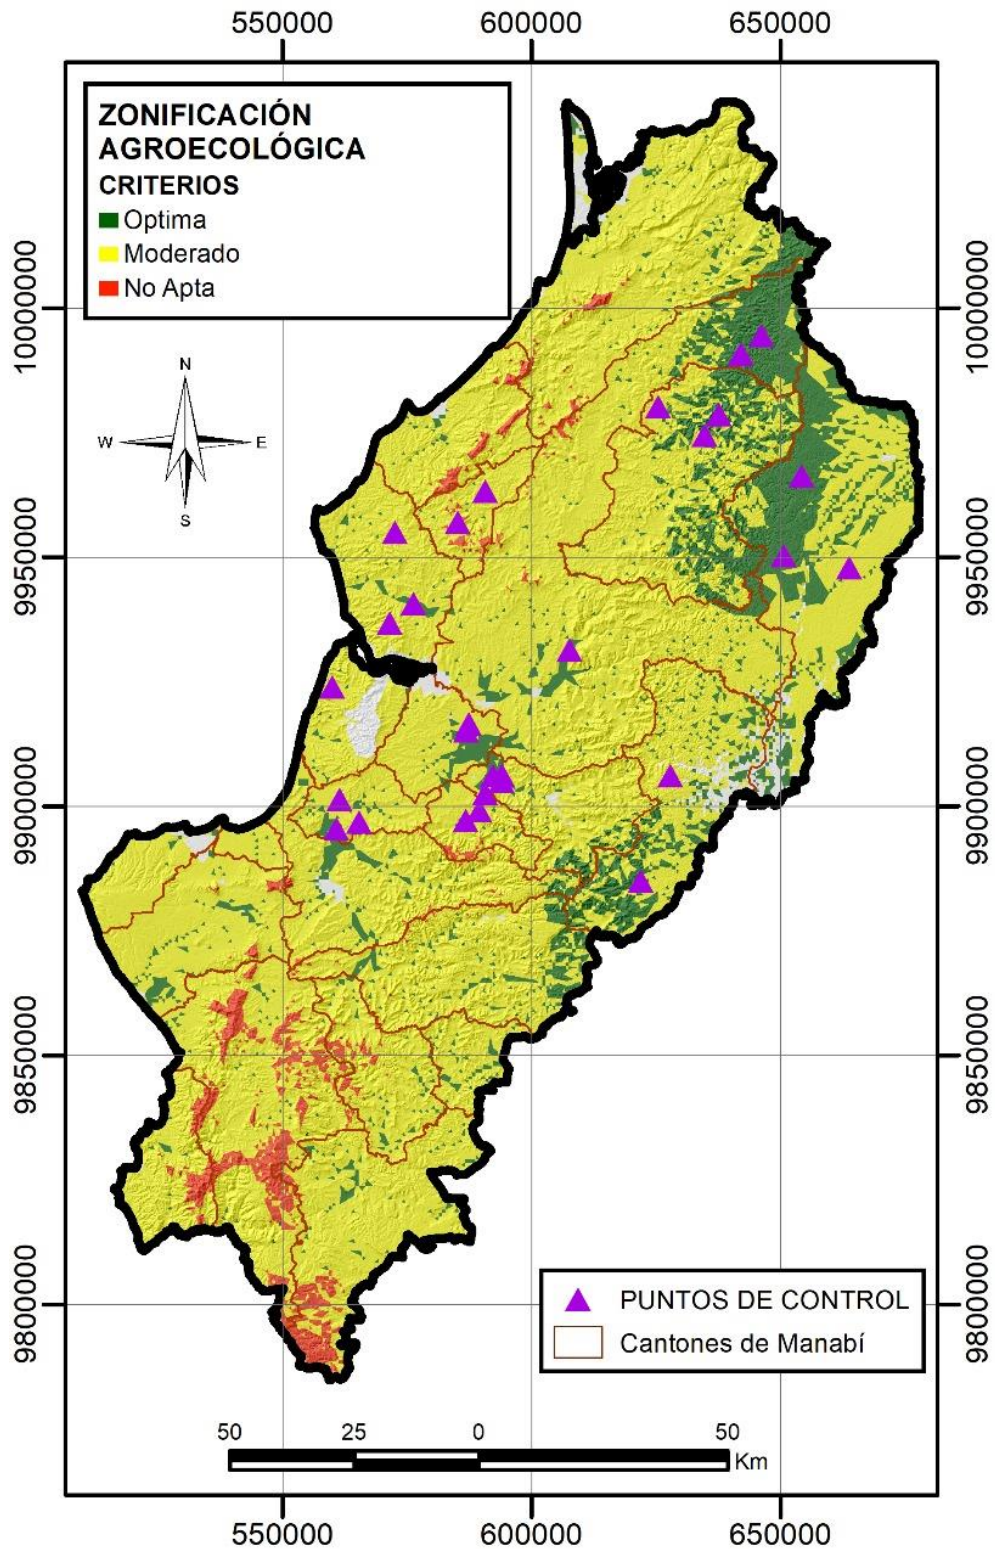 550000 600000 650000
ZONIFICACIÓN
AGROECOLÓGICA
CRITERIOS
Optima
Moderado
No Apta
N
W E
S
10000000 10000000
9950000 9950000
9900000 9900000
9850000 9850000
9800000 9800000
PUNTOS DE CONTROL
Cantones de Manabí
50 25 0 50
Km
550000 600000 650000